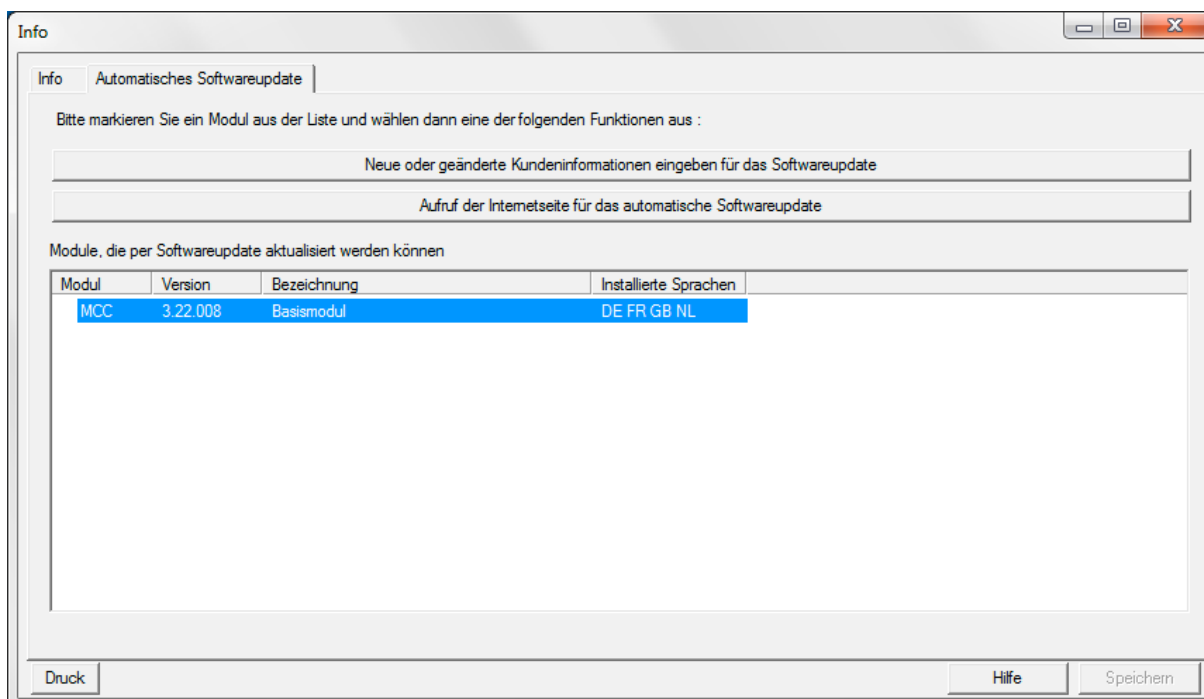 Info
Info Automatisches Softwareupdate
Bitte markieren Sie ein Modul aus der Liste und wählen dann eine der folgenden Funktionen aus :
Neue oder geänderte Kundeninformationen eingeben für das Softwareupdate
Aufruf der Internetseite für das automatische Softwareupdate
Module, die per Softwareupdate aktualisiert werden können
Modul Version Bezeichnung Installierte Sprachen
MCC 3.22.008 Basismodul DE FR GB NL
Druck Hilfe Speichern